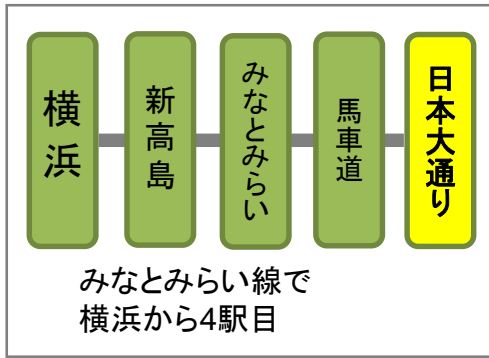 横浜
新高島
みなとみらい
馬車道
日本大通り
みなとみらい線で
横浜から4駅目